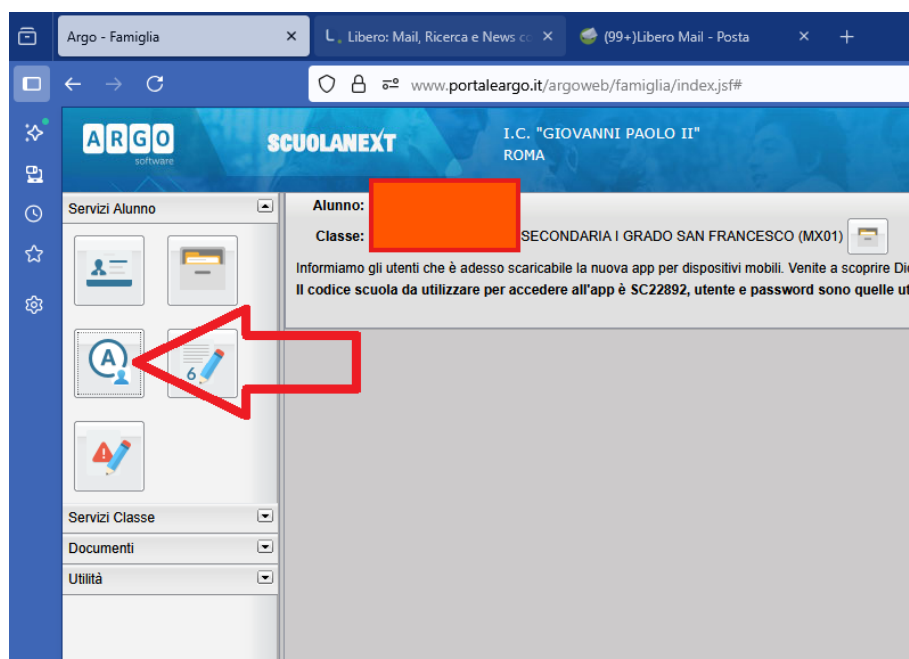 Argo - Famiglia
L, Libero: Mail, Ricerca e News
(99+)Libero Mail - Posta
www.portaleargo.it/argoweb/famiglia/index.jsf#
ARGO
software
SCUOLANEXT
I.C. "GIOVANNI PAOLO II"
ROMA
Servizi Alunno
Alunno:
Classe:
SECONDARIA I GRADO SAN FRANCESCO (MX01)
Informiamo gli utenti che è adesso scaricabile la nuova app per dispositivi mobili. Venite a scoprire
Il codice scuola da utilizzare per accedere all'app è SC22892, utente e password sono quelle
A
6
Servizi Classe
Documenti
Utilità